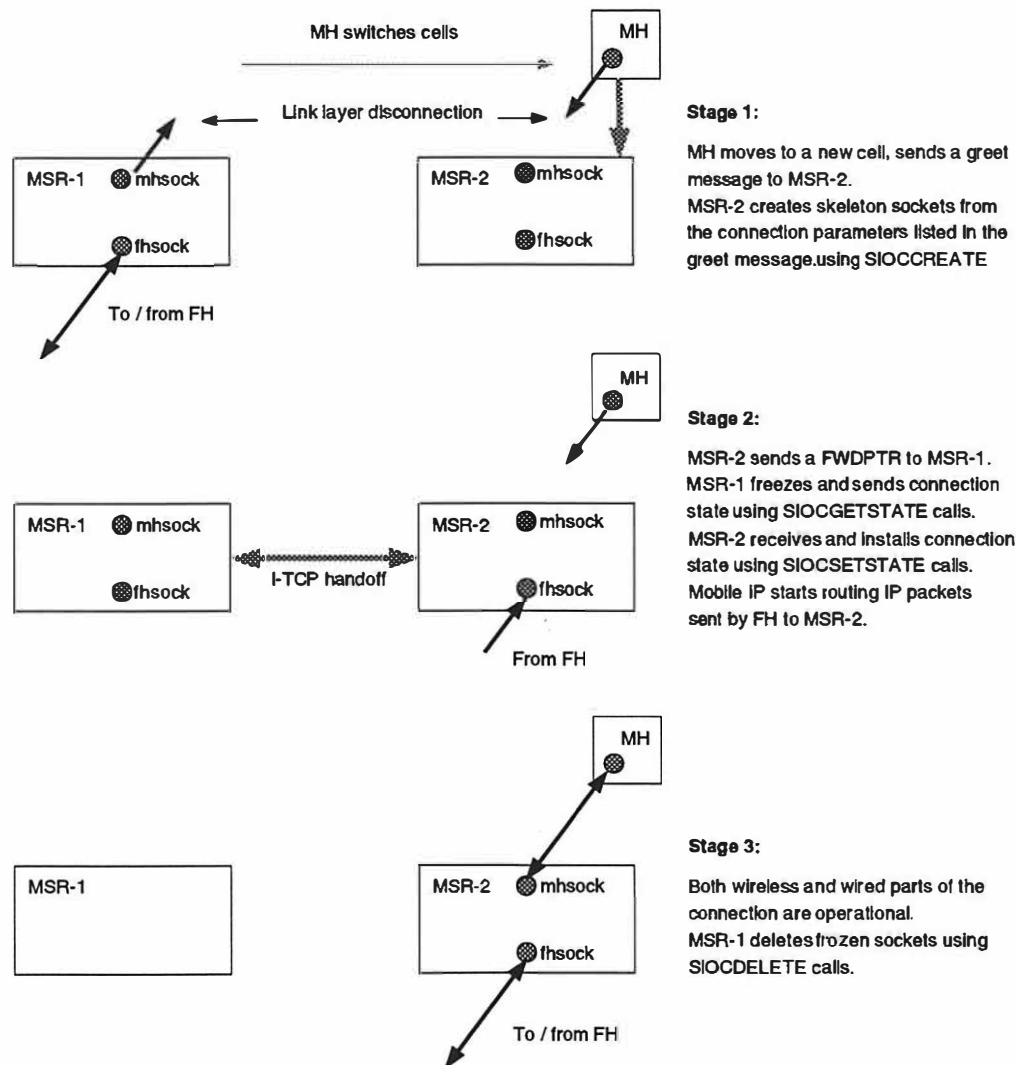 MH switches cells
MH
Link layer disconnection
MSR-1
mhsock
fhsock
To / from FH
MSR-2
mhsock
fhsock
Stage 1:
MH moves to a new cell, sends a greet
message to MSR-2.
MSR-2 creates skeleton sockets from
the connection parameters listed in the
greet message.using SIOCCREATE
MH
MSR-1
mhsock
fhsock
I-TCP handoff
MSR-2
mhsock
fhsock
From FH
Stage 2:
MSR-2 sends a FWDPTR to MSR-1.
MSR-1 freezes and sends connection
state using SIOCGETSTATE calls.
MSR-2 receives and installs connection
state using SIOCSETSTATE calls.
Mobile IP starts routing IP packets
sent by FH to MSR-2.
MH
MSR-1
MSR-2
mhsock
fhsock
To / from FH
Stage 3:
Both wireless and wired parts of the
connection are operational.
MSR-1 deletes frozen sockets using
SIOCDELETE calls.